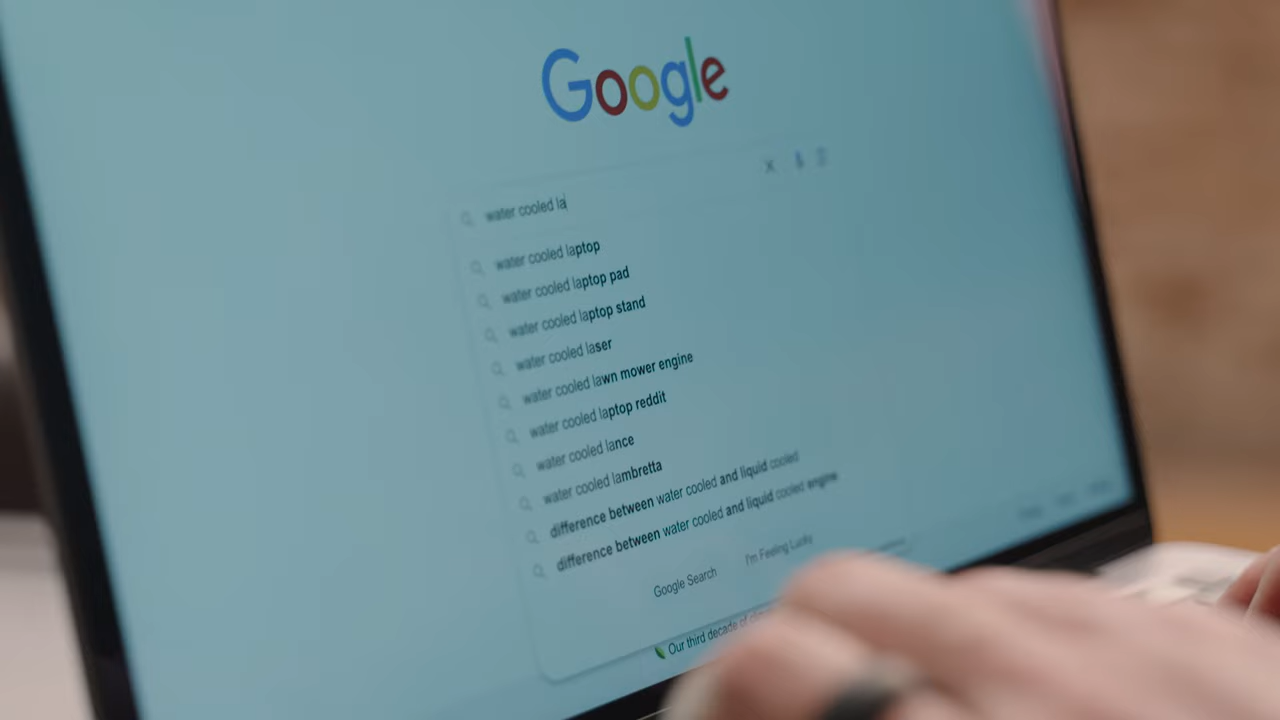 Google
water cooled la
water cooled laptop
water cooled laptop pad
water cooled laptop stand
water cooled laser
water cooled lawn mower engine
water cooled laptop reddit
water cooled lance
water cooled lambretta
difference between water cooled and liquid cooled
difference between water cooled and liquid cooled engine
Google Search
I'm Feeling Lucky
Our third decade of